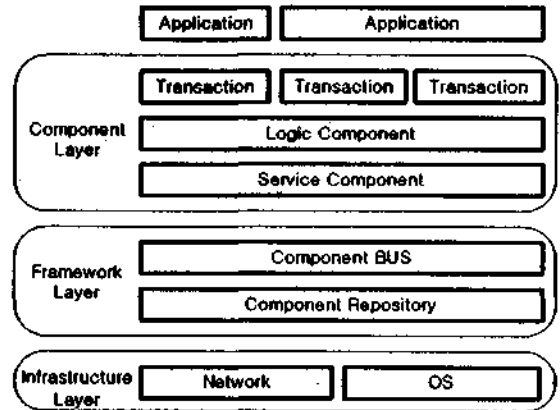 Application Application
Transaction Transaction Transaction
Component
Layer
Logic Component
Service Component
Framework
Layer
Component BUS
Component Repository
Infrastructure
Layer
Network OS